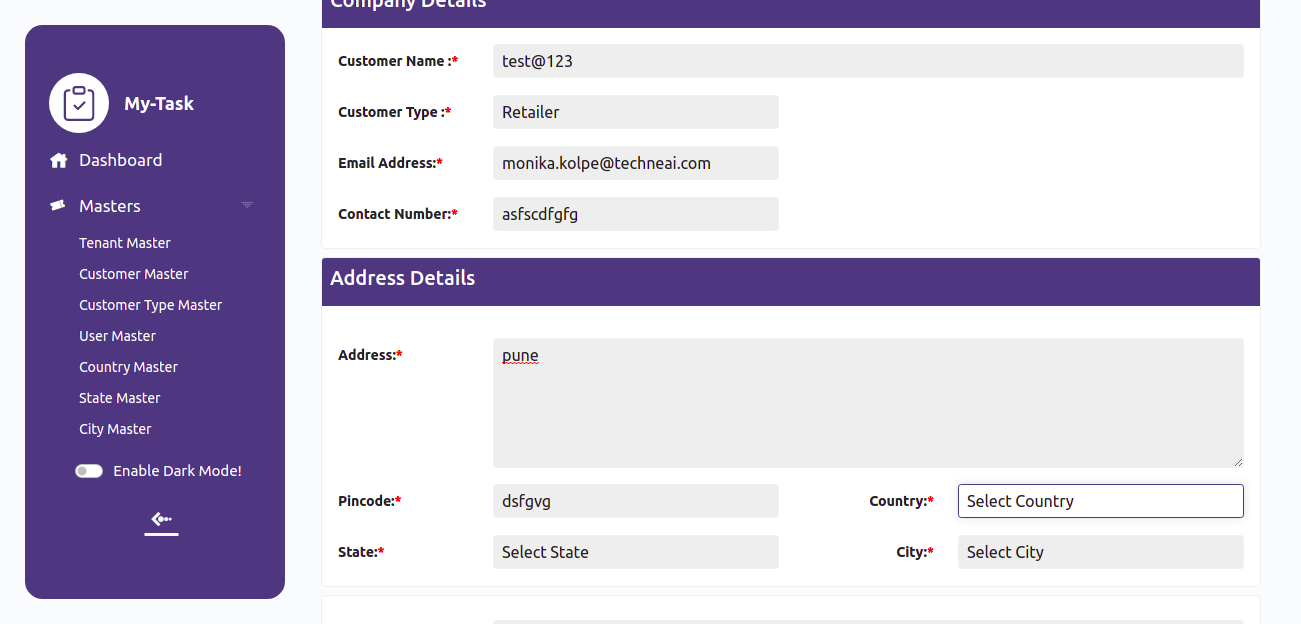 My-Task
Dashboard
Masters
Tenant Master
Customer Master
Customer Type Master
User Master
Country Master
State Master
City Master
Enable Dark Mode!
Company Details
Customer Name :* test@123
Customer Type :* Retailer
Email Address:* monika.kolpe@techneai.com
Contact Number:* asfscdfgfg
Address Details
Address:* pune
Pincode:* dsfgvg Country:* Select Country
State:* Select State City:* Select City